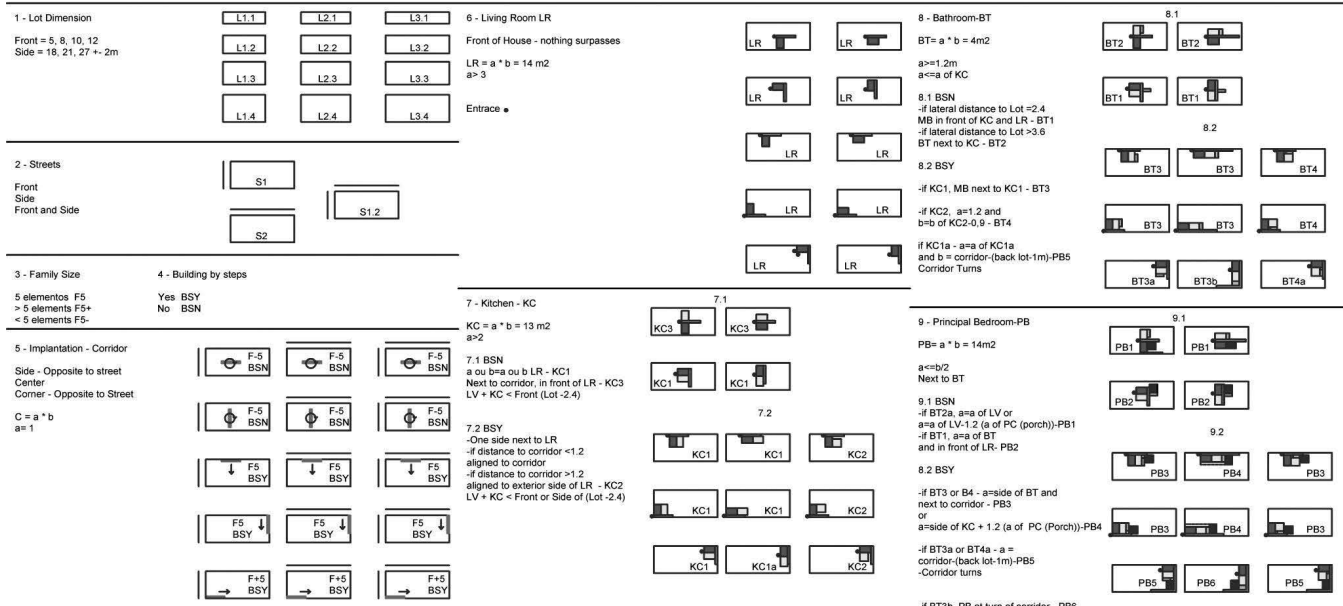 1 - Lot Dimension
Front = 5, 8, 10, 12
Side = 18, 21, 27 +- 2m
L1.1 L2.1 L3.1
L1.2 L2.2 L3.2
L1.3 L2.3 L3.3
L1.4 L2.4 L3.4
2 - Streets
Front
Side
Front and Side
S1
S1.2
S2
3 - Family Size
5 elementos F5
> 5 elements F5+
< 5 elements F5-
4 - Building by steps
Yes BSY
No BSN
5 - Implantation - Corridor
Side - Opposite to street
Center
Corner - Opposite to Street
C = a * b
a= 1
F-5 F-5 F-5
BSN BSN BSN
F-5 F-5 F-5
BSN BSN BSN
F5 F5 F5
BSY BSY BSY
F5 F5 F5
BSY BSY BSY
F+5 F+5 F+5
BSY BSY BSY
6 - Living Room LR
Front of House - nothing surpasses
LR = a * b = 14 m2
a> 3
Entrace
LR LR
LR LR
LR LR
LR LR
LR LR
7 - Kitchen - KC
KC = a * b = 13 m2
a>2
7.1 BSN
a ou b=a ou b LR - KC1
Next to corridor, in front of LR - KC3
LV + KC < Front (Lot -2.4)
7.2 BSY
-One side next to LR
-if distance to corridor <1.2
aligned to corridor
-if distance to corridor >1.2
aligned to exterior side of LR - KC2
LV + KC < Front or Side of (Lot -2.4)
7.1
KC3 KC3
KC1 KC1
7.2
KC1 KC1 KC2
KC1 KC1 KC2
KC1 KC1a KC2
8 - Bathroom-BT
BT= a * b = 4m2
a>=1.2m
a<=a of KC
8.1 BSN
-if lateral distance to Lot =2.4
MB in front of KC and LR - BT1
-if lateral distance to Lot >3.6
BT next to KC - BT2
8.2 BSY
-if KC1, MB next to KC1 - BT3
-if KC2, a=1.2 and
b=b of KC2-0,9 - BT4
if KC1a - a=a of KC1a
and b = corridor-(back lot-1m)-PB5
Corridor Turns
8.1
BT2 BT2
BT1 BT1
8.2
BT3 BT3 BT4
BT3 BT3 BT4
BT3a BT3b BT4a
9 - Principal Bedroom-PB
PB= a * b = 14m2
a<=b/2
Next to BT
9.1 BSN
-if BT2a, a=a of LV or
a=a of LV-1.2 (a of PC (porch))-PB1
-if BT1, a=a of BT
and in front of LR- PB2
8.2 BSY
-if BT3 or B4 - a=side of BT and
next to corridor - PB3
or
a=side of KC + 1.2 (a of PC (Porch))-PB4
-if BT3a or BT4a - a =
corridor-(back lot-1m)-PB5
-Corridor turns
-if BT3b, PB at turn of corridor - PB6
9.1
PB1 PB1
PB2 PB2
9.2
PB3 PB4 PB3
PB3 PB4 PB3
PB5 PB6 PB5